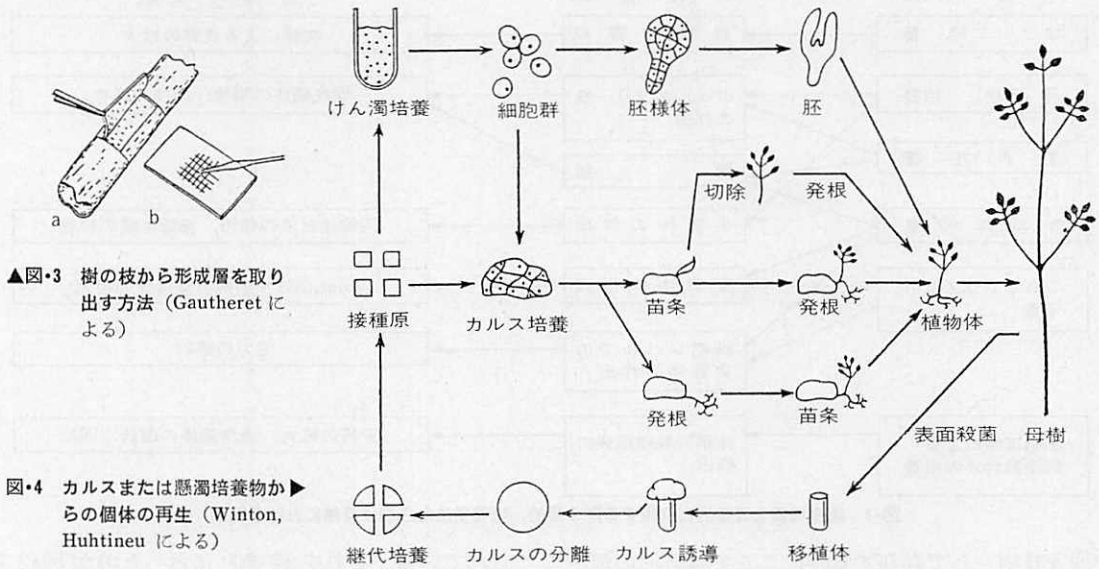 けん濁培養
細胞群
胚様体
胚
a
b
切除
発根
▲図・3 樹の枝から形成層を取り
出す方法（Gautheret に
よる）
接種原
カルス培養
苗条
発根
植物体
発根
苗条
表面殺菌
母樹
図・4 カルスまたは懸濁培養物か▶
らの個体の再生（Winton,
Huhtineu による）
継代培養
カルスの分離
カルス誘導
移植体